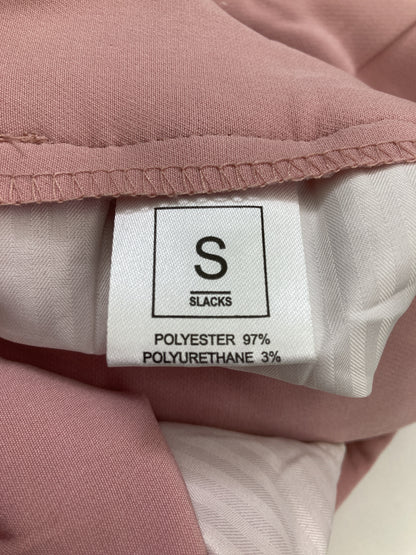 S
SLACKS
POLYESTER 97%
POLYURETHANE 3%